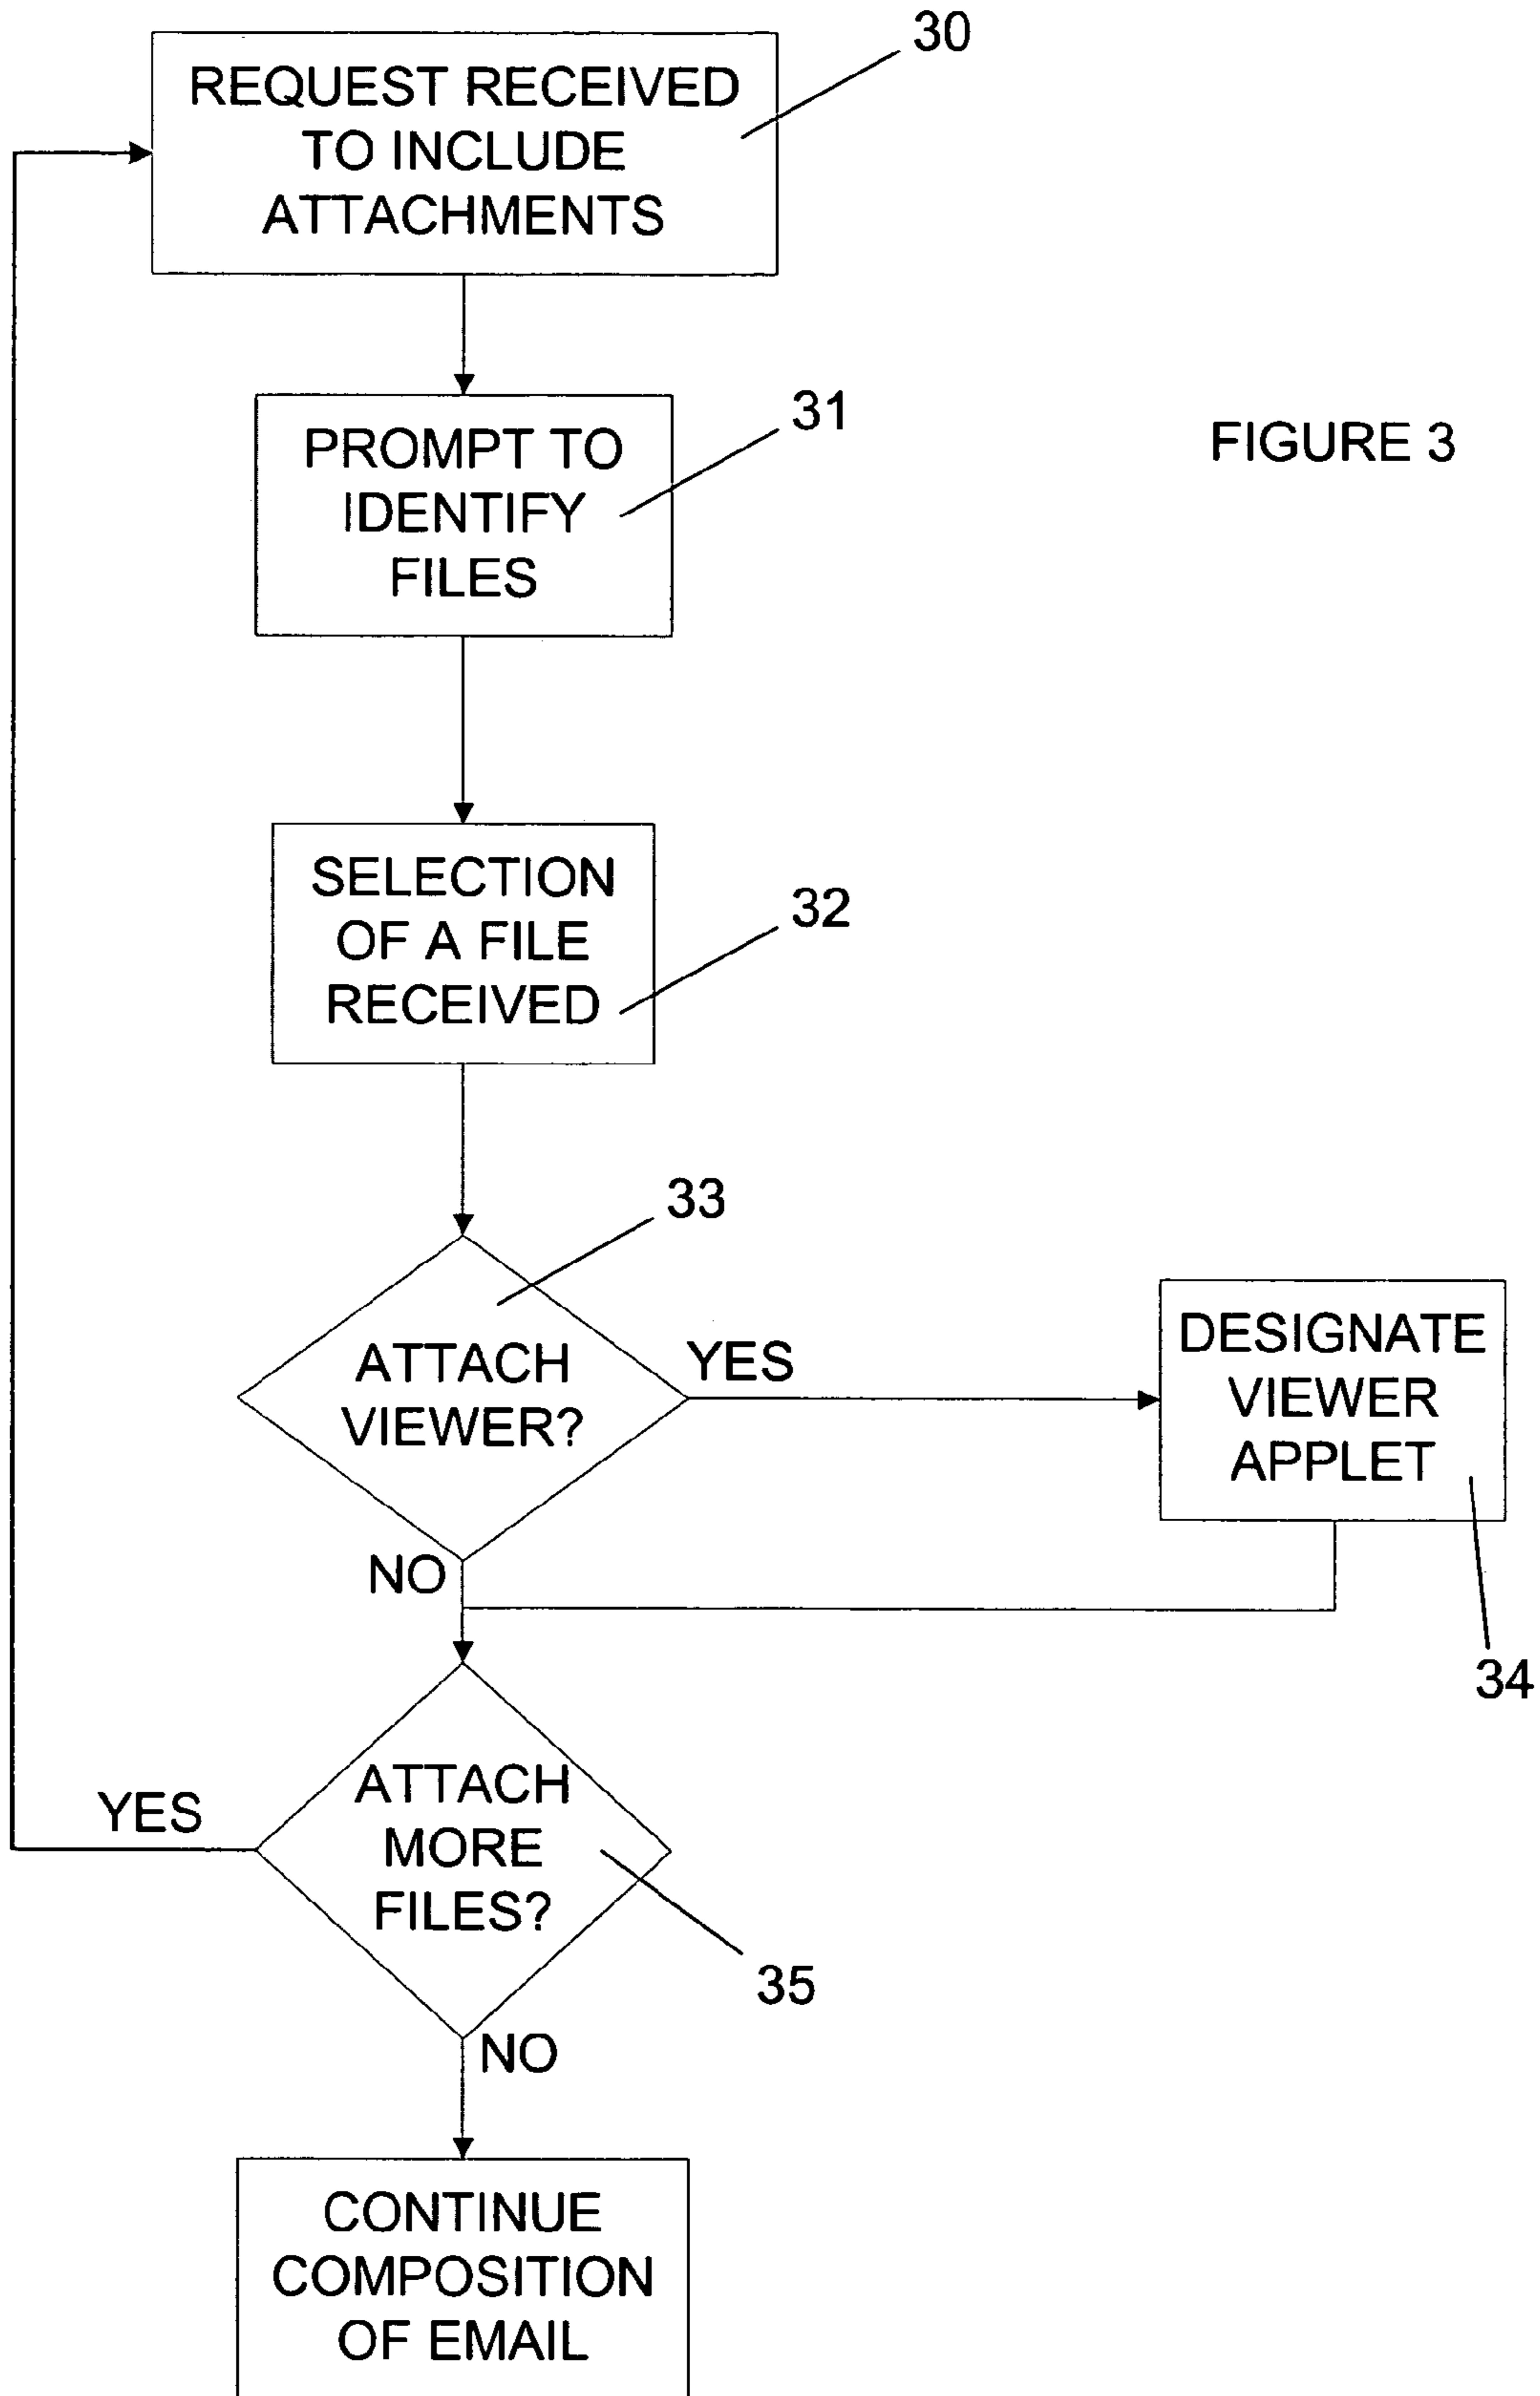 30
REQUEST RECEIVED
TO INCLUDE
ATTACHMENTS
31
PROMPT TO
IDENTIFY
FILES
FIGURE 3
SELECTION
OF A FILE
RECEIVED
32
33
ATTACH
VIEWER?
YES
DESIGNATE
VIEWER
APPLET
NO
34
ATTACH
MORE
FILES?
YES
35
NO
CONTINUE
COMPOSITION
OF EMAIL